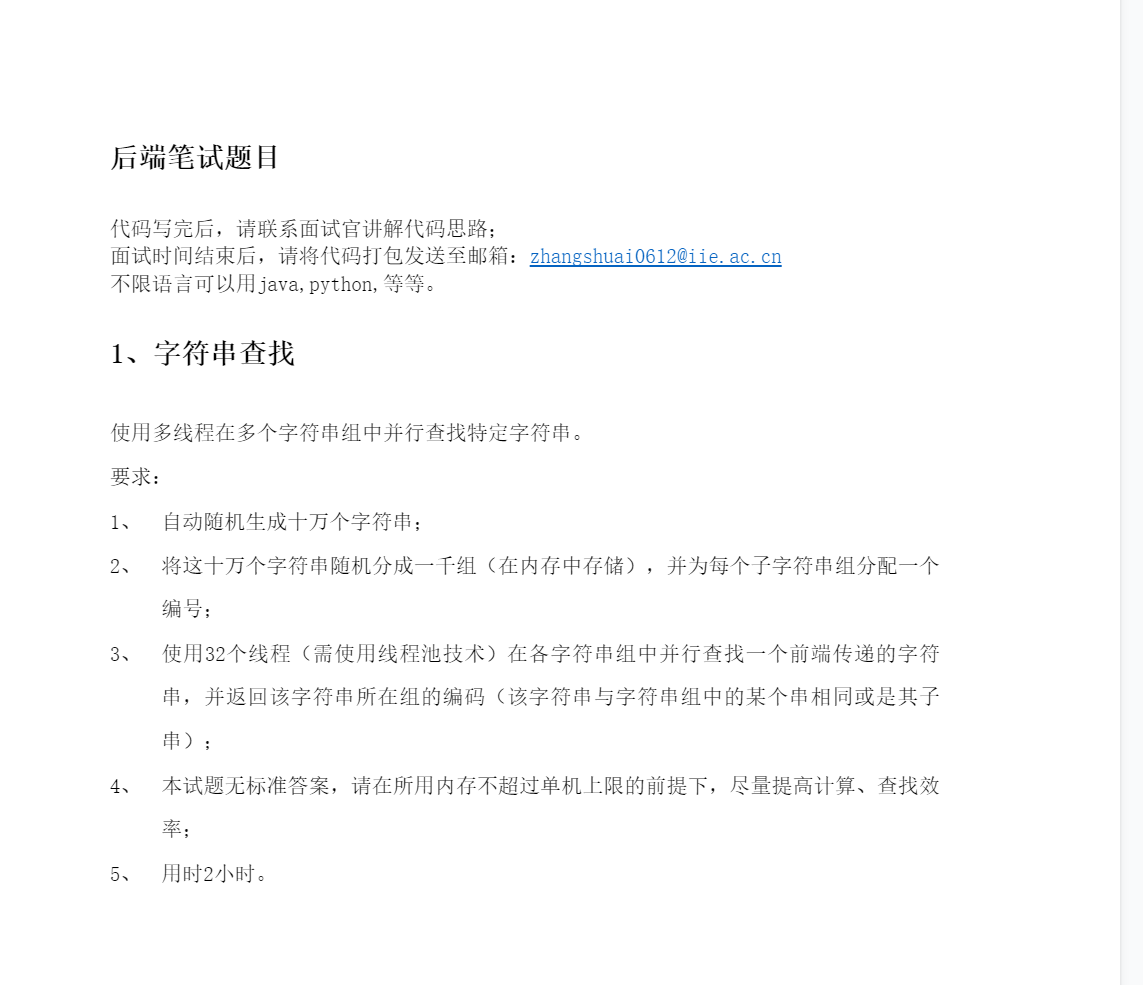 后端笔试题目
代码写完后，请联系面试官讲解代码思路；
面试时间结束后，请将代码打包发送至邮箱：zhangshuai0612@iie.ac.cn
不限语言可以用java,python,等等。
1、字符串查找
使用多线程在多个字符串组中并行查找特定字符串。
要求：
1、 自动随机生成十万个字符串；
2、 将这十万个字符串随机分成一千组（在内存中存储），并为每个子字符串组分配一个
编号；
3、 使用32个线程（需使用线程池技术）在各字符串组中并行查找一个前端传递的字符
串，并返回该字符串所在组的编码（该字符串与字符串组中的某个串相同或是其子
串）；
4、 本试题无标准答案，请在所用内存不超过单机上限的前提下，尽量提高计算、查找效
率；
5、 用时2小时。